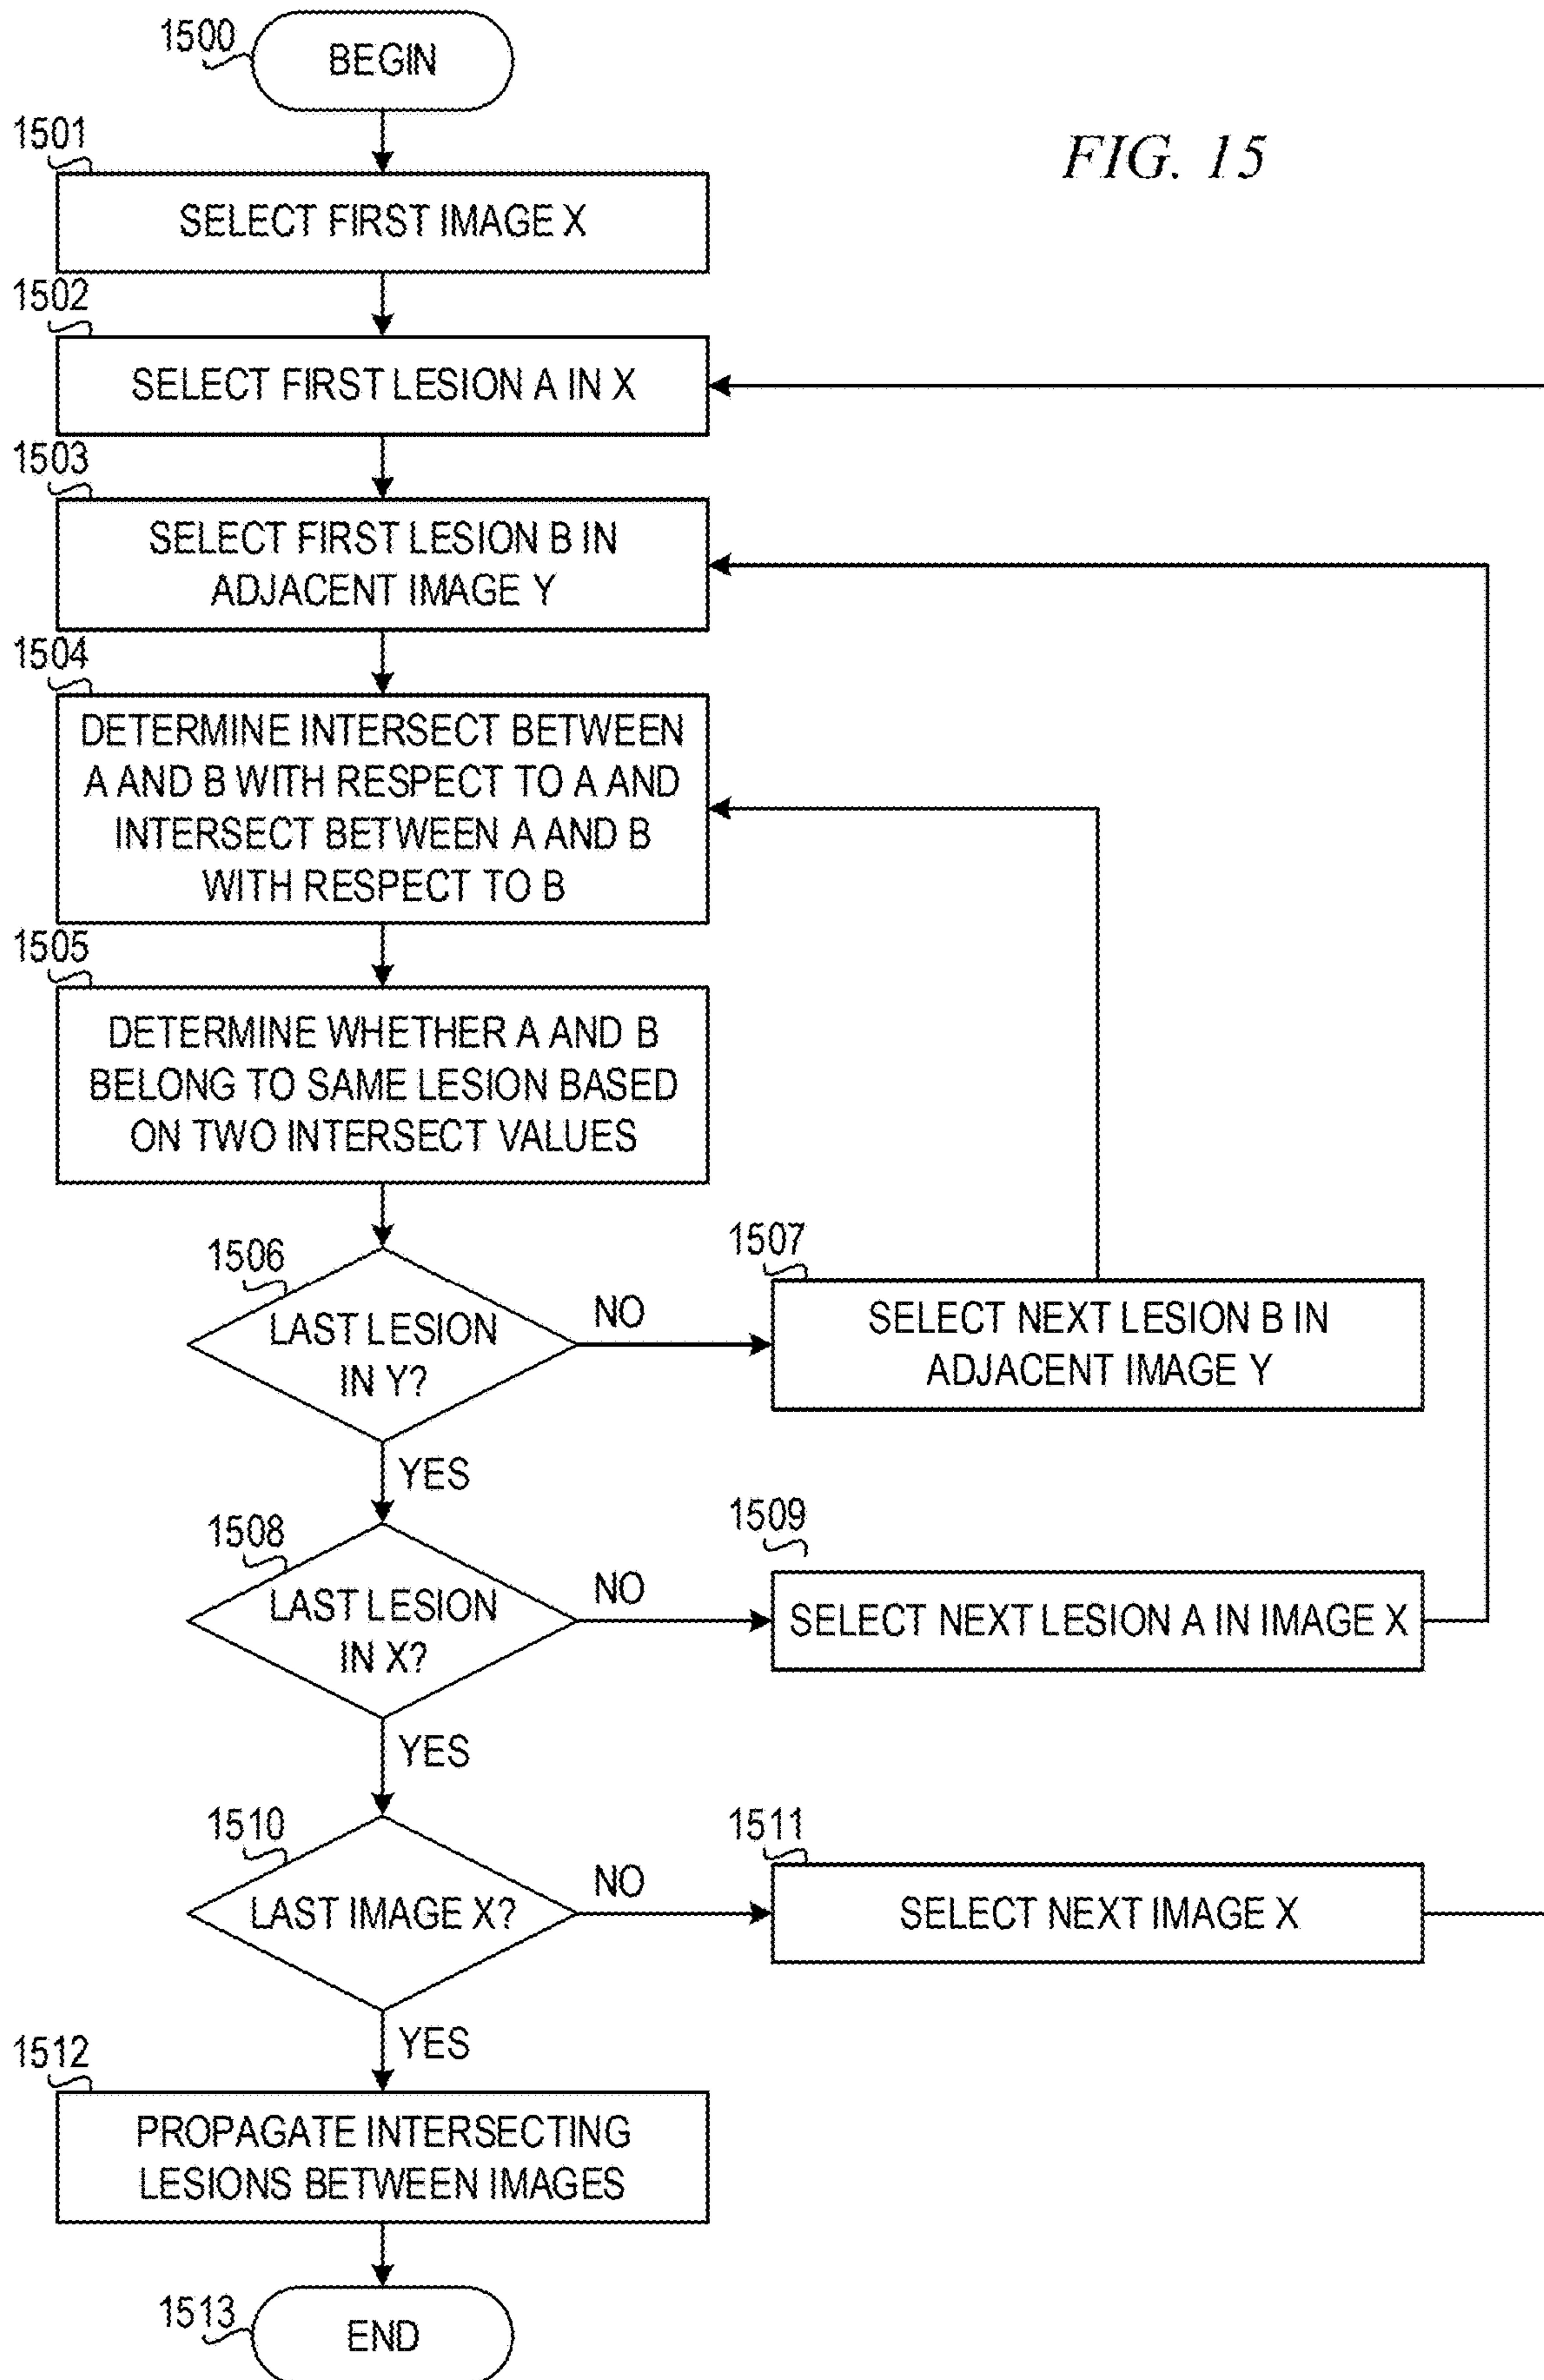 1500
BEGIN
FIG. 15
1501
SELECT FIRST IMAGE X
1502
SELECT FIRST LESION A IN X
1503
SELECT FIRST LESION B IN
ADJACENT IMAGE Y
1504
DETERMINE INTERSECT BETWEEN
A AND B WITH RESPECT TO A AND
INTERSECT BETWEEN A AND B
WITH RESPECT TO B
1505
DETERMINE WHETHER A AND B
BELONG TO SAME LESION BASED
ON TWO INTERSECT VALUES
1506
LAST LESION
IN Y?
NO
1507
SELECT NEXT LESION B IN
ADJACENT IMAGE Y
YES
1508
LAST LESION
IN X?
NO
1509
SELECT NEXT LESION A IN IMAGE X
YES
1510
LAST IMAGE X?
NO
1511
SELECT NEXT IMAGE X
YES
1512
PROPAGATE INTERSECTING
LESIONS BETWEEN IMAGES
1513
END